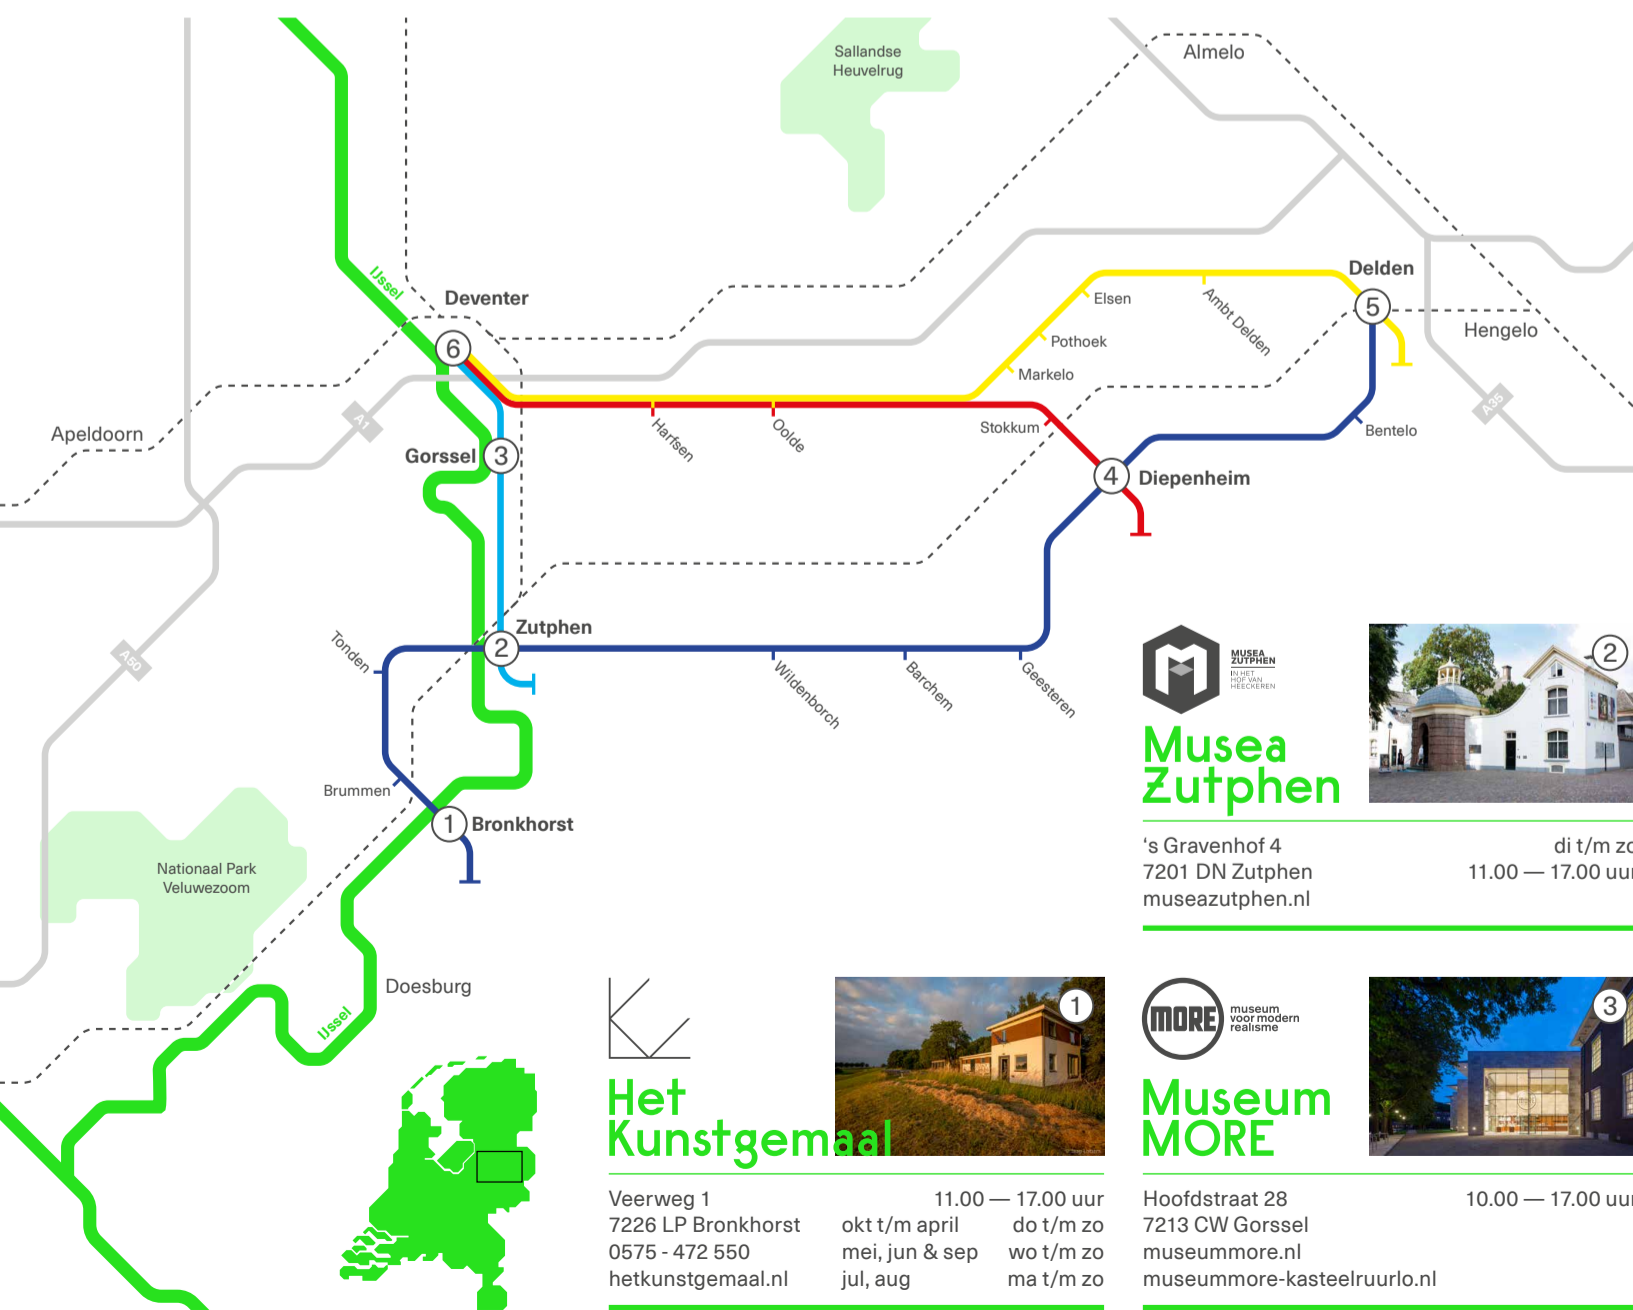 Sallandse
Heuvelrug
Almelo
IJssel
Deventer
6
Delden
5
Elsen
Ambt Delden
Hengelo
Pothoek
Markelo
A1
A35
Apeldoorn
Gorssel
3
Harfsen
Oolde
Stokkum
Bentelo
4
Diepenheim
Tonden
Zutphen
2
A50
Wildenborch
Barchem
Geesteren
Brummen
1
Bronkhorst
Nationaal Park
Veluwezoom
Doesburg
IJssel
MUSEA
ZUTPHEN
IN HET
HOF VAN
HEECKEREN
2
Musea
Zutphen
‘s Gravenhof 4
di t/m zo
7201 DN Zutphen
11.00 — 17.00 uur
museazutphen.nl
1
Het
Kunstgemaal
Veerweg 1
11.00 — 17.00 uur
7226 LP Bronkhorst
okt t/m april
do t/m zo
0575 - 472 550
mei, jun & sep
wo t/m zo
hetkunstgemaal.nl
jul, aug
ma t/m zo
MORE
museum
voor modern
realisme
3
Museum
MORE
Hoofdstraat 28
10.00 — 17.00 uur
7213 CW Gorssel
museummore.nl
museummore-kasteelruurlo.nl